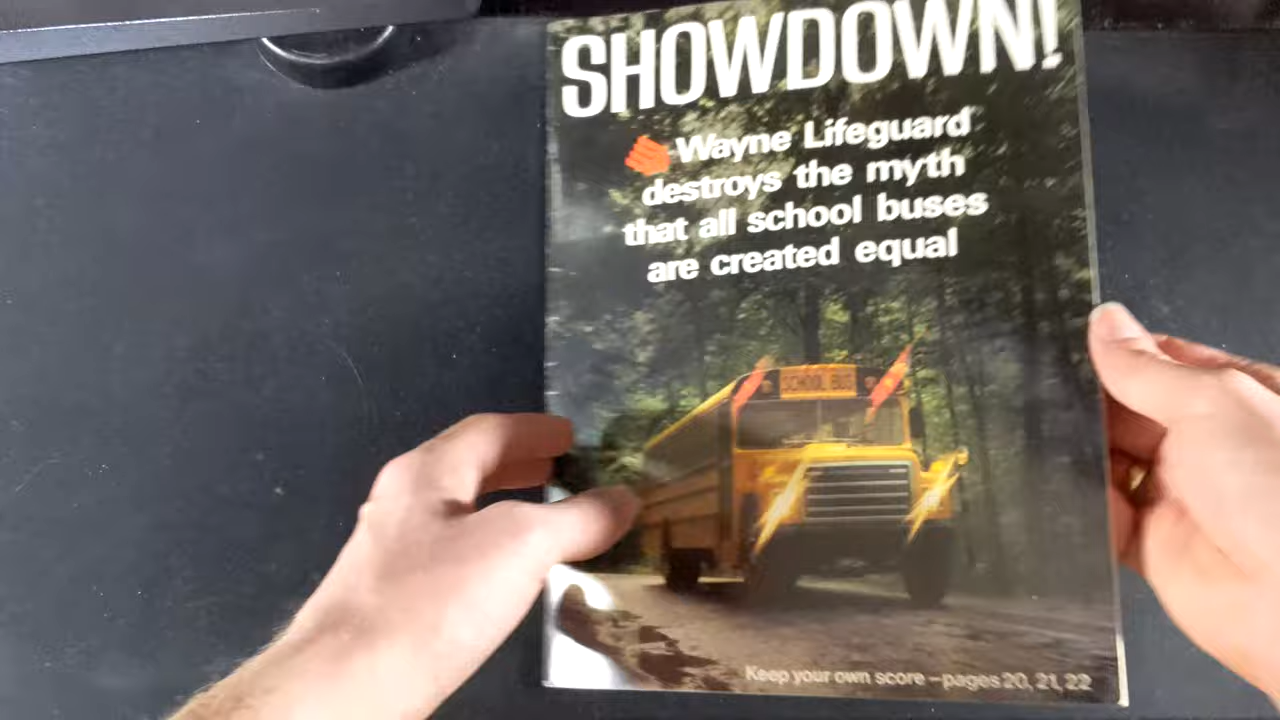 SHOWDOWN!
Wayne Lifeguard
destroys the myth
that all school buses
are created equal
SCHOOL BUS
Keep your own score – pages 20, 21, 22